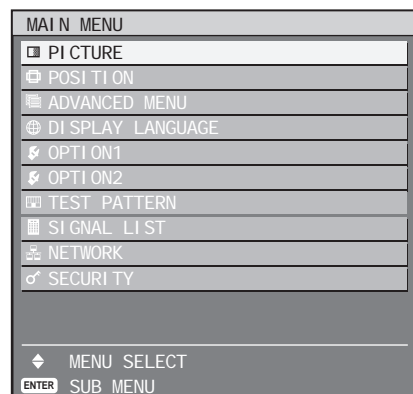 MAIN MENU
PICTURE
POSITION
ADVANCED MENU
DISPLAY LANGUAGE
OPTION1
OPTION2
TEST PATTERN
SIGNAL LIST
NETWORK
SECURITY
MENU SELECT
ENTER SUB MENU